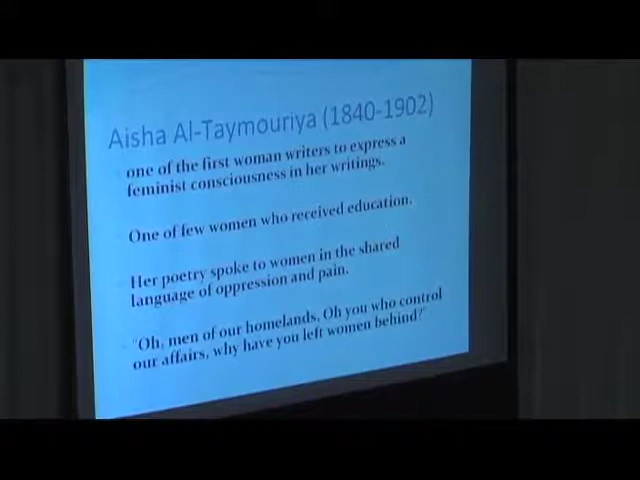 Aisha Al-Taymouriya (1840-1902)
one of the first woman writers to express a
feminist consciousness in her writings.
One of few women who received education.
Her poetry spoke to women in the shared
language of oppression and pain.
"Oh, men of our homelands, Oh you who control
our affairs, why have you left women behind?"